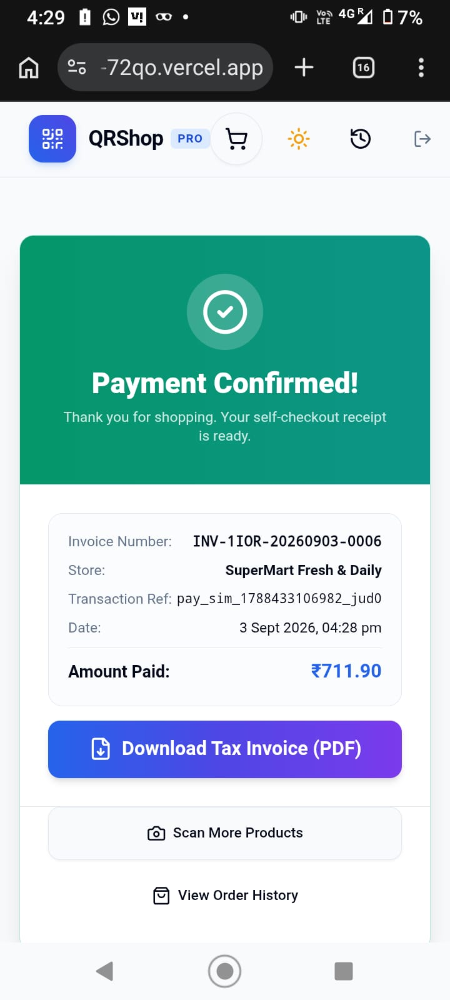 4:29
V!
Vo)) LTE
4G R
7%
-72qo.vercel.app
16
QRShop
PRO
Payment Confirmed!
Thank you for shopping. Your self-checkout receipt
is ready.
Invoice Number: INV-1IOR-20260903-0006
Store: SuperMart Fresh & Daily
Transaction Ref: pay_sim_1788433106982_jud0
Date: 3 Sept 2026, 04:28 pm
Amount Paid: ₹711.90
Download Tax Invoice (PDF)
Scan More Products
View Order History